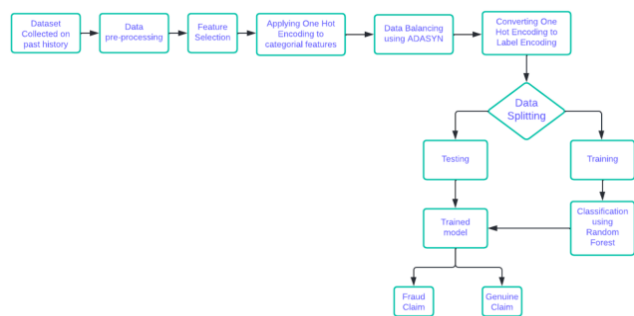 Dataset
Collected on
past history
Data
pre-processing
Feature
Selection
Applying One Hot
Encoding to
categorial features
Data Balancing
using ADASYN
Converting One
Hot Encoding to
Label Encoding
Data
Splitting
Testing
Training
Trained
model
Classification
using
Random
Forest
Fraud
Claim
Genuine
Claim